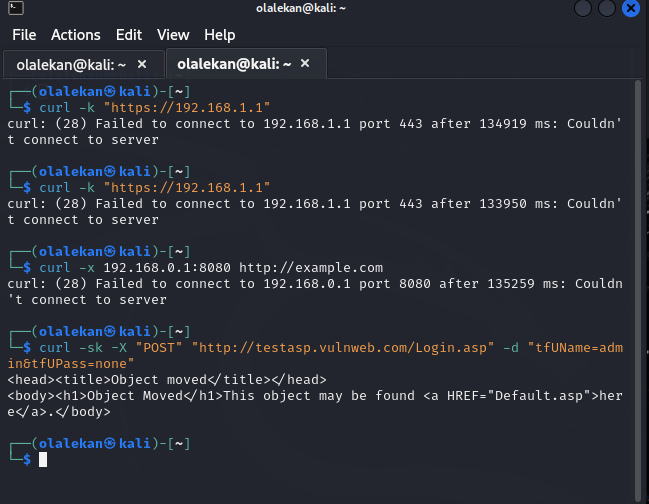 olalekan@kali: ~
File Actions Edit View Help
olalekan@kali: ~ × olalekan@kali: ~ ×
┌──(olalekan㉿kali)-[~]
└─$ curl -k "https://192.168.1.1"
curl: (28) Failed to connect to 192.168.1.1 port 443 after 134919 ms: Couldn'
t connect to server
┌──(olalekan㉿kali)-[~]
└─$ curl -k "https://192.168.1.1"
curl: (28) Failed to connect to 192.168.1.1 port 443 after 133950 ms: Couldn'
t connect to server
┌──(olalekan㉿kali)-[~]
└─$ curl -x 192.168.0.1:8080 http://example.com
curl: (28) Failed to connect to 192.168.0.1 port 8080 after 135259 ms: Couldn
't connect to server
┌──(olalekan㉿kali)-[~]
└─$ curl -sk -X "POST" "http://testasp.vulnweb.com/Login.asp" -d "tfUName=adm
in&tfUPass=none"
<head><title>Object moved</title></head>
<body><h1>Object Moved</h1>This object may be found <a HREF="Default.asp">her
e</a>.</body>
┌──(olalekan㉿kali)-[~]
└─$